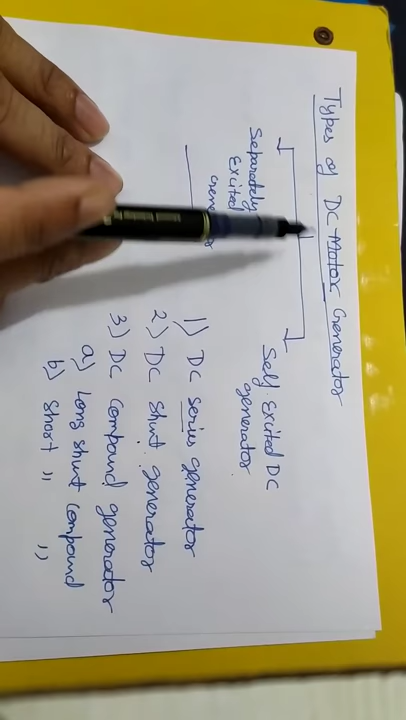 Types of DC Motor Generator
Separately
Excited
Generator
Self Excited DC
generator.
1) DC series generator
2) DC shunt generator
3) DC compound generator
a) Long shunt compound
b) short " "